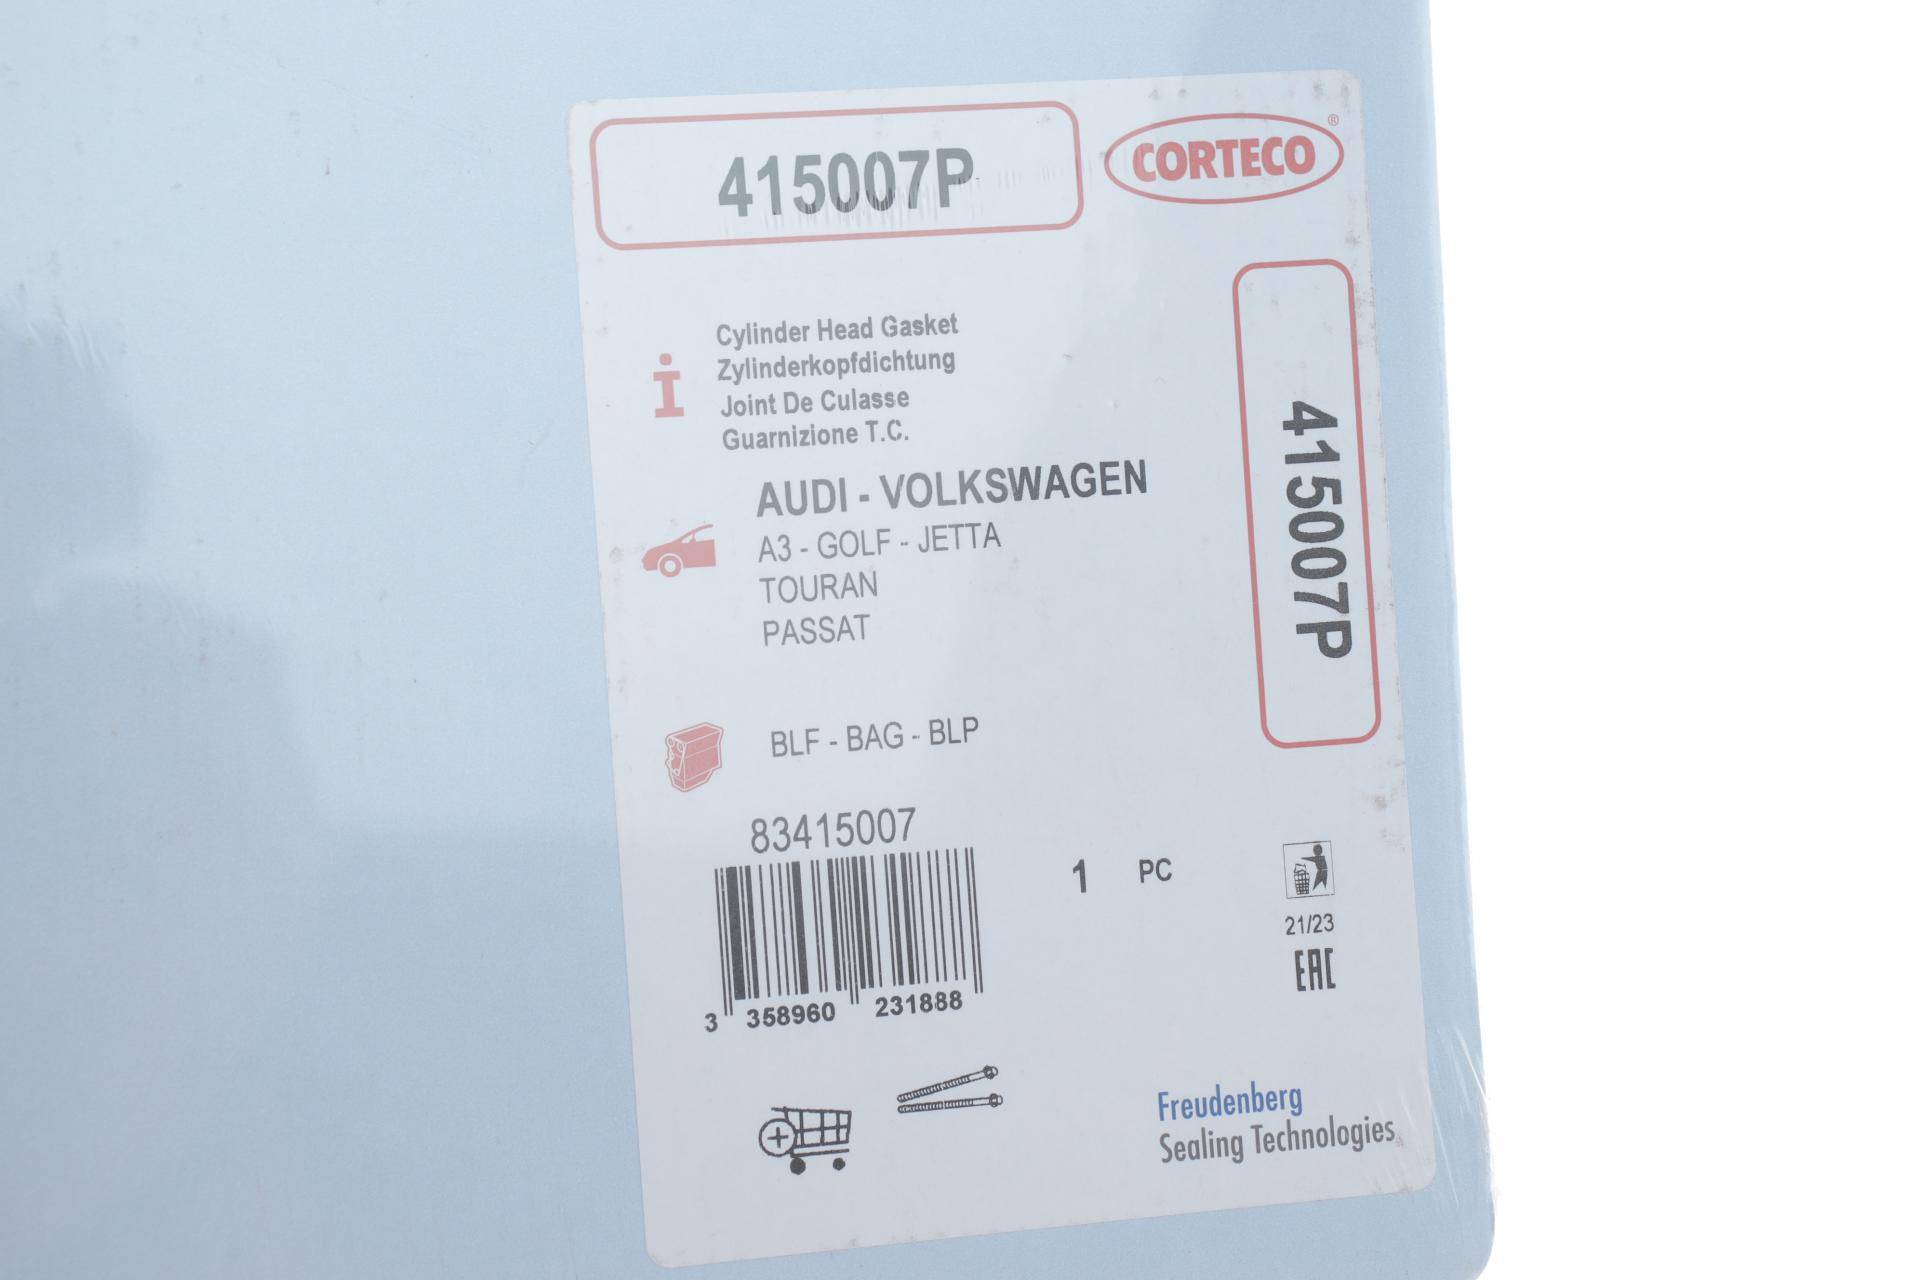 415007P
CORTECO®
Cylinder Head Gasket
Zylinderkopfdichtung
Joint De Culasse
Guarnizione T.C.
AUDI - VOLKSWAGEN
A3 - GOLF - JETTA
TOURAN
PASSAT
415007P
BLF - BAG - BLP
83415007
3 358960 231888
1 PC
21/23
EAC
Freudenberg
Sealing Technologies